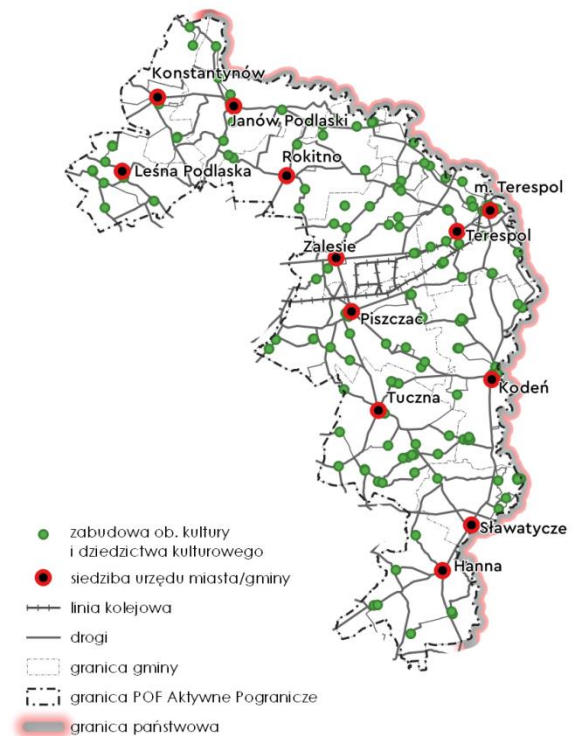 Konstantynów
Janów Podlaski
Rokitno
Leśna Podlaska
m. Terespol
Terespol
Zalesie
Piszczac
Kodeń
Tuczna
Sławatycze
Hanna
zabudowa ob. kultury
i dziedzictwa kulturowego
siedziba urzędu miasta/gminy
linia kolejowa
drogi
granica gminy
granica POF Aktywne Pogranicze
granica państwowa